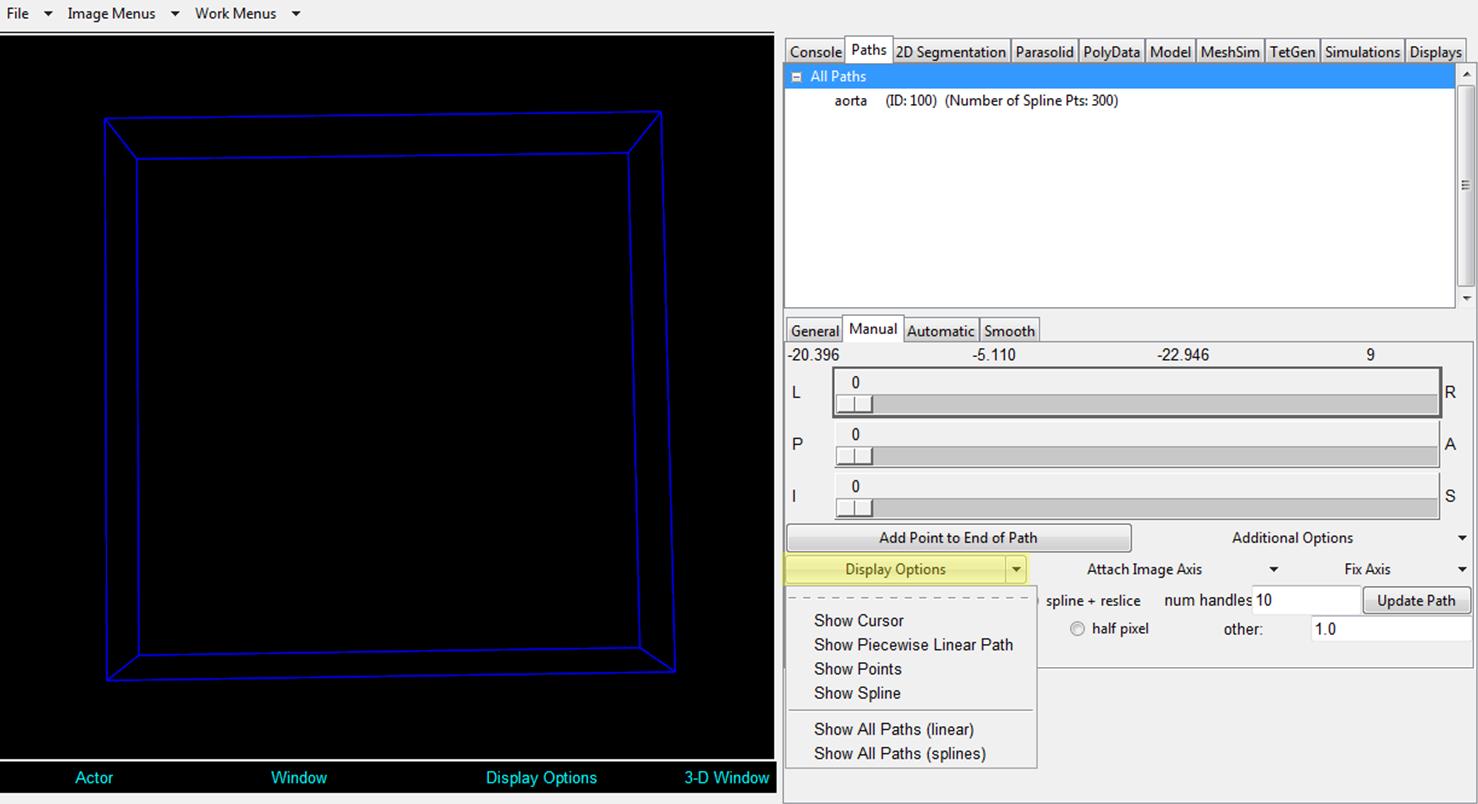 File Image Menus Work Menus
Console Paths 2D Segmentation Parasolid PolyData Model MeshSim TetGen Simulations Displays
All Paths
aorta (ID: 100) (Number of Spline Pts: 300)
General Manual Automatic Smooth
-20.396 -5.110 -22.946 9
0
L R
0
P A
0
I S
Add Point to End of Path Additional Options
Display Options Attach Image Axis Fix Axis
spline + reslice num handles 10 Update Path
Show Cursor half pixel other: 1.0
Show Piecewise Linear Path
Show Points
Show Spline
Show All Paths (linear)
Show All Paths (splines)
Actor Window Display Options 3-D Window